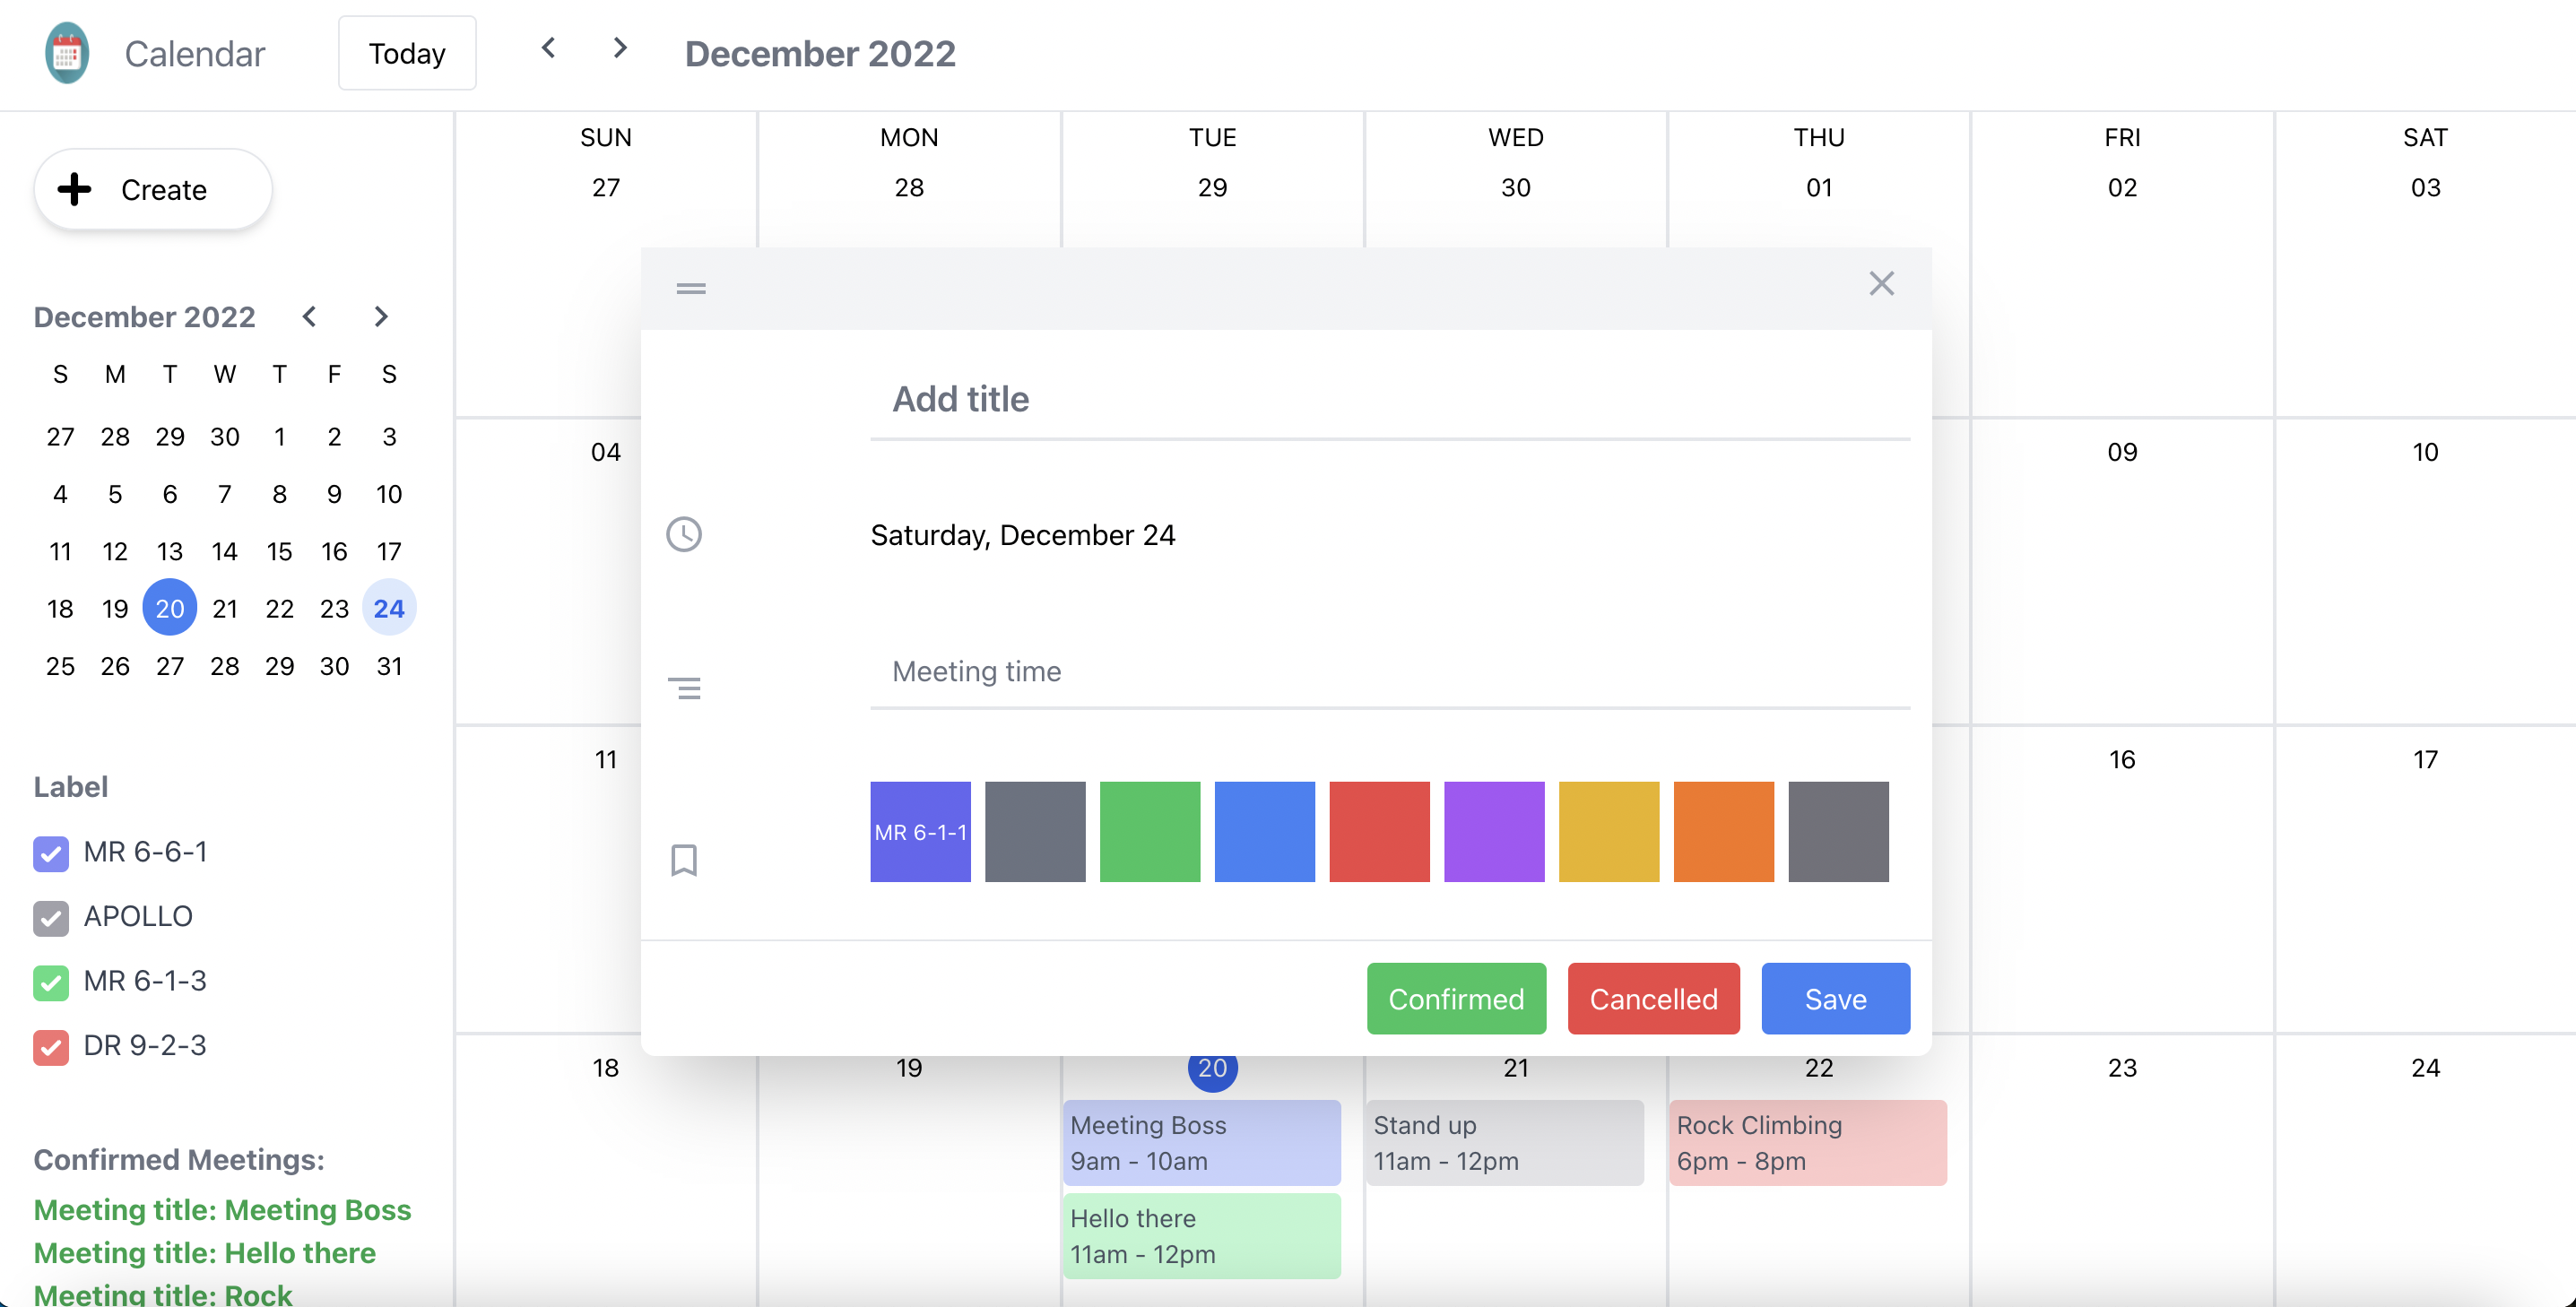 Calendar
Today
December 2022
Create
December 2022
S M T W T F S
27 28 29 30 1 2 3
4 5 6 7 8 9 10
11 12 13 14 15 16 17
18 19 20 21 22 23 24
25 26 27 28 29 30 31
Label
MR 6-6-1
APOLLO
MR 6-1-3
DR 9-2-3
Confirmed Meetings:
Meeting title: Meeting Boss
Meeting title: Hello there
Meeting title: Rock
SUN MON TUE WED THU FRI SAT
27 28 29 30 01 02 03
04 09 10
11 16 17
18 19 20 21 22 23 24
Meeting Boss
9am - 10am
Hello there
11am - 12pm
Stand up
11am - 12pm
Rock Climbing
6pm - 8pm
Add title
Saturday, December 24
Meeting time
MR 6-1-1
Confirmed Cancelled Save